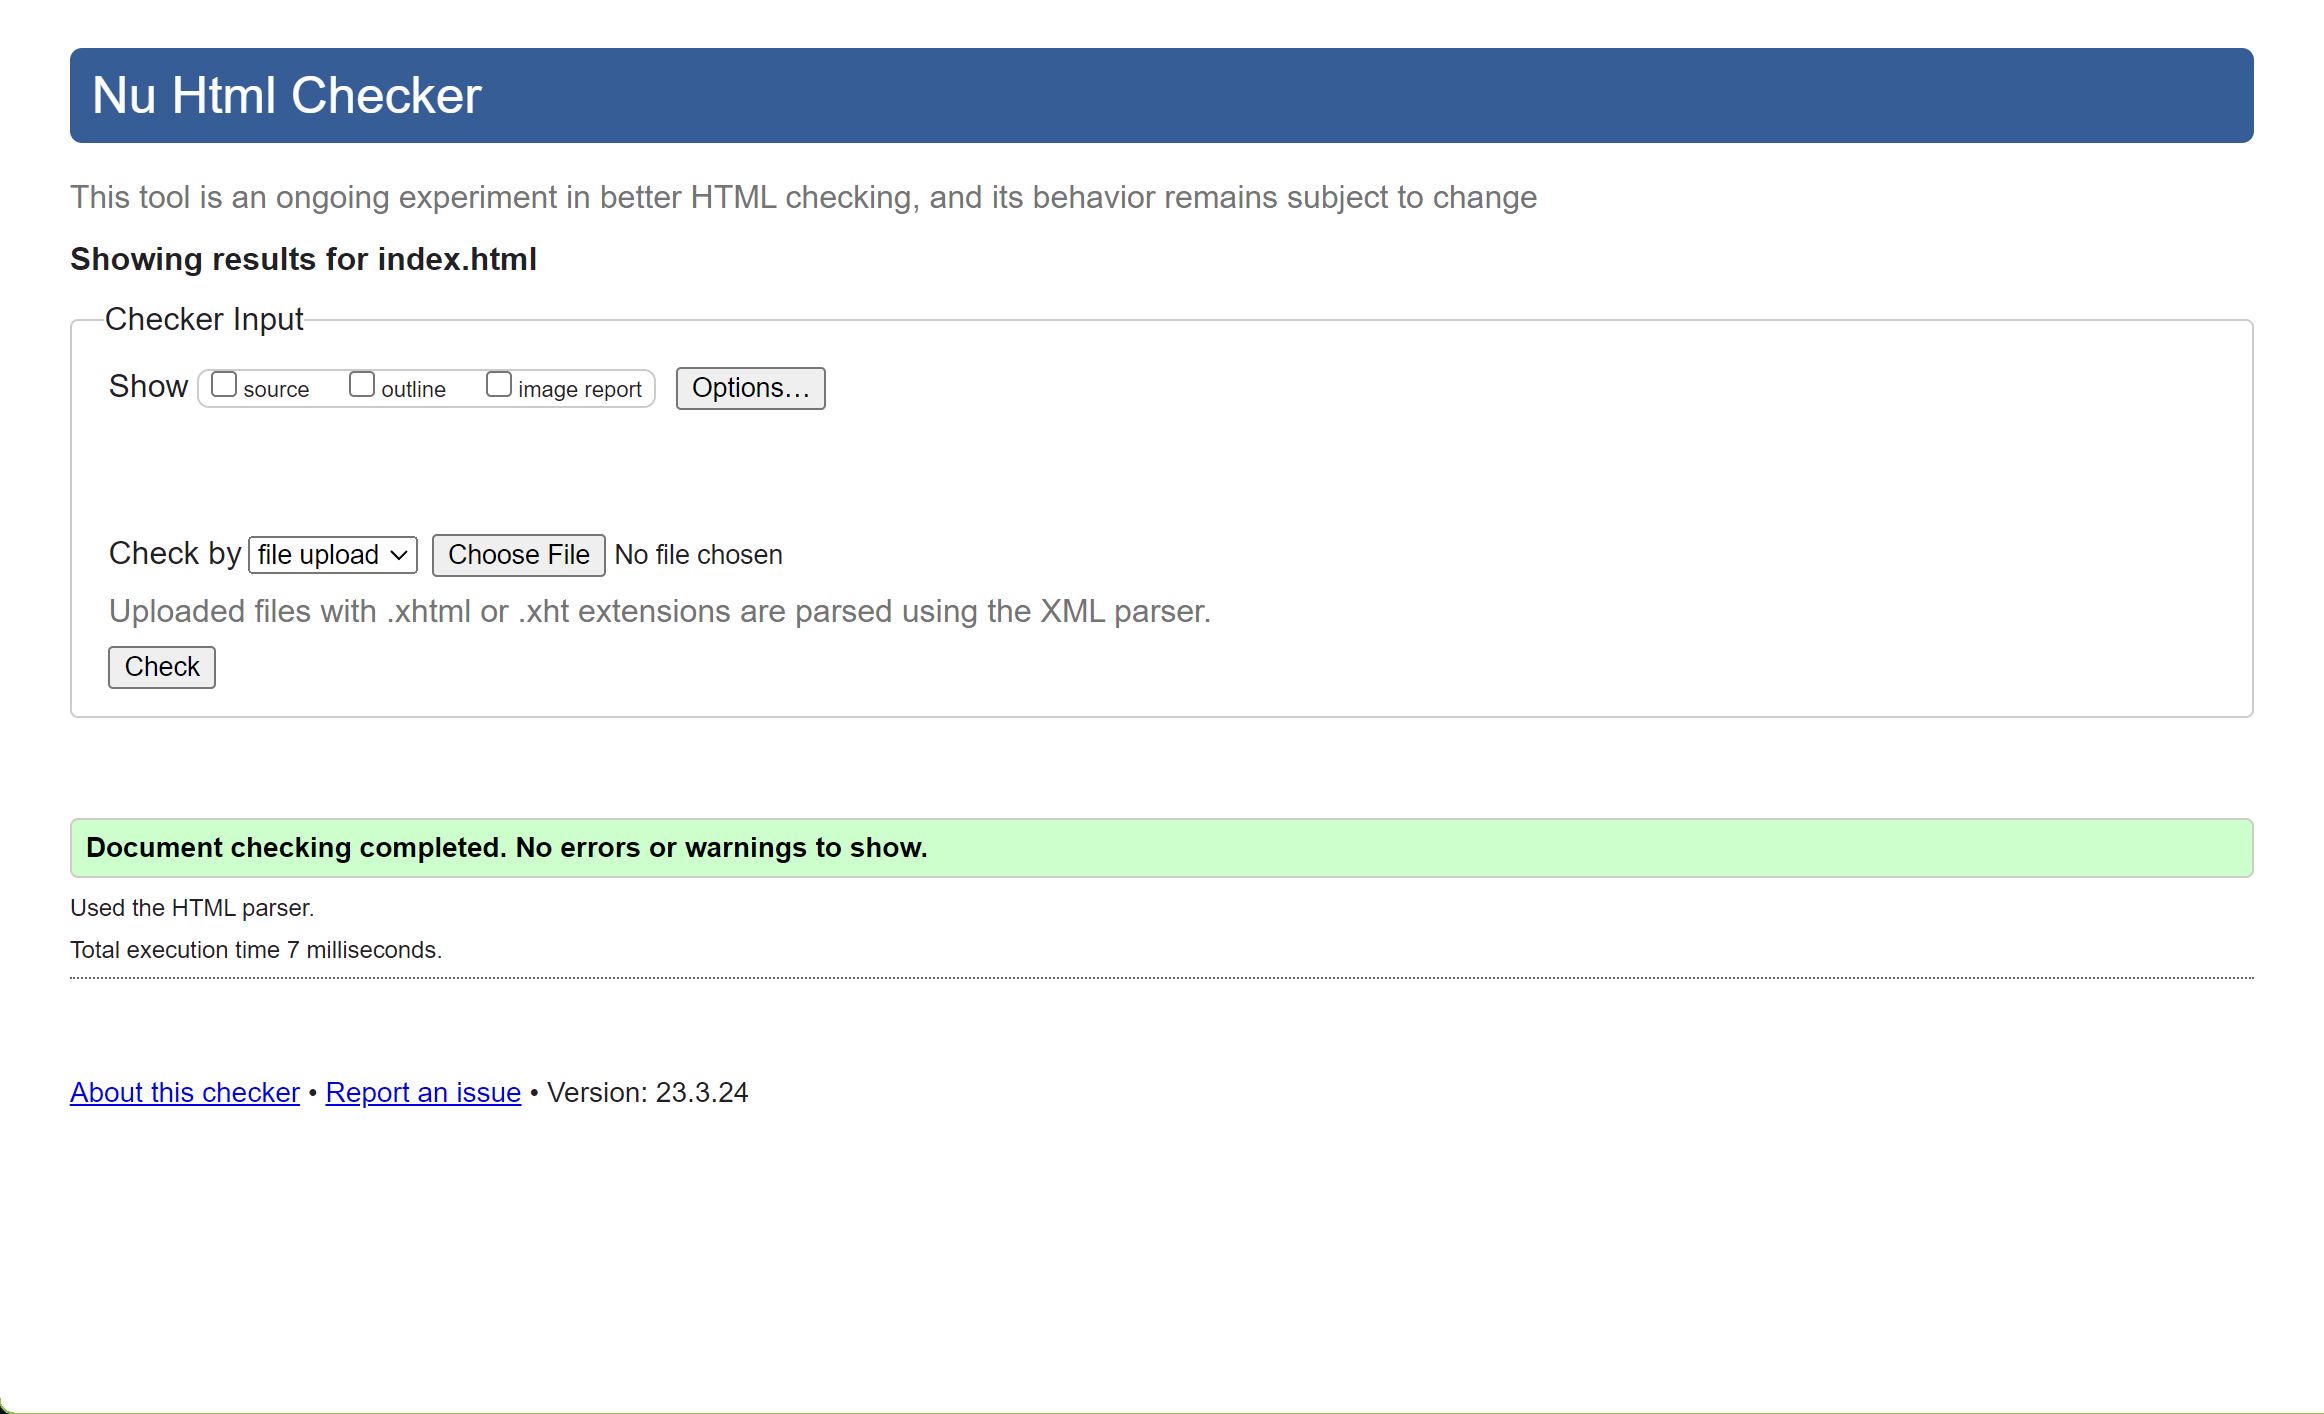 Nu Html Checker
This tool is an ongoing experiment in better HTML checking, and its behavior remains subject to change
Showing results for index.html
Checker Input
Show source outline image report Options…
Check by file upload Choose File No file chosen
Uploaded files with .xhtml or .xht extensions are parsed using the XML parser.
Check
Document checking completed. No errors or warnings to show.
Used the HTML parser.
Total execution time 7 milliseconds.
About this checker • Report an issue • Version: 23.3.24